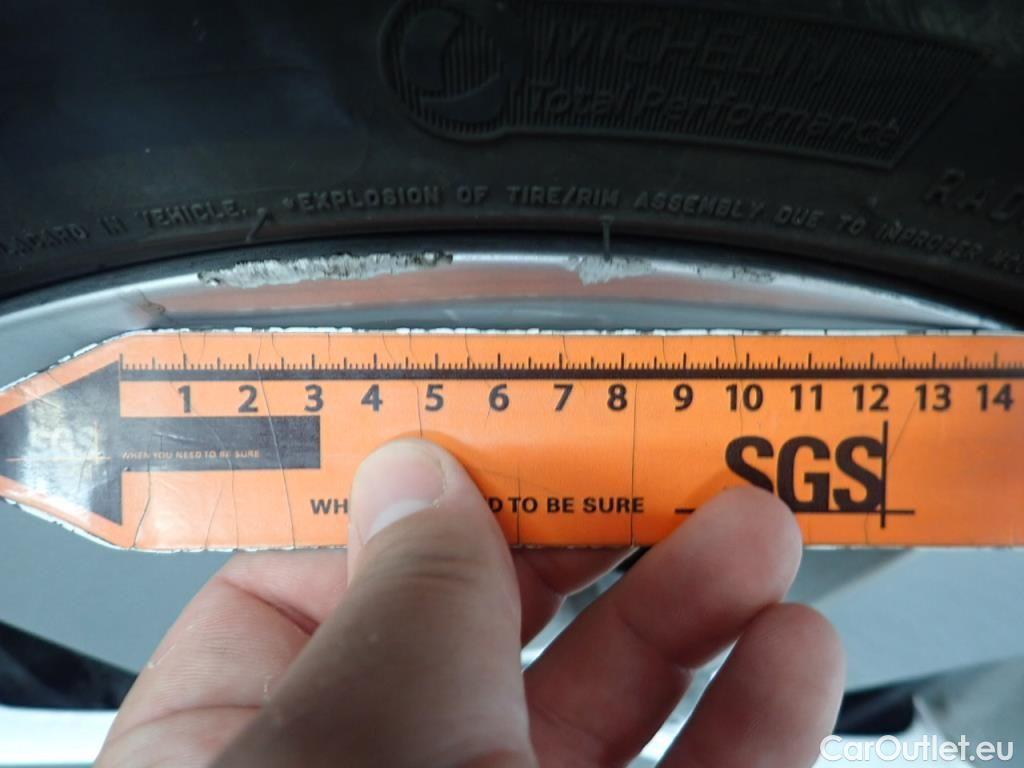 MICHELIN
Total Performance
IN VEHICLE. *EXPLOSION OF TIRE/RIM ASSEMBLY DUE TO IMPROPER
1 2 3 4 5 6 7 8 9 10 11 12 13 14
SGS
WHEN YOU NEED TO BE SURE
SGS
WH D TO BE SURE
CarOutlet.eu